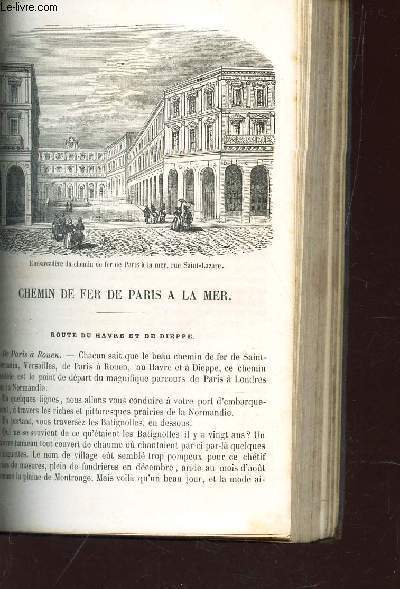 Le-livre.com
Embarcadère du chemin de fer de Paris à la mer, rue Saint-Lazare.
CHEMIN DE FER DE PARIS A LA MER.
ROUTE DU HAVRE ET DE DIEPPE.
De Paris à Rouen. — Chacun sait que le beau chemin de fer de Saint-
Versailles, de Paris à Rouen, au Havre et à Dieppe, ce chemin
est le point de départ du magnifique parcours de Paris à Londres
la Normandie.
quelques lignes, nous allons vous conduire à votre port d'embarque-
à travers les riches et pittoresques prairies de la Normandie.
partant, vous traversez les Batignolles, en dessous.
ne se souvient de ce qu'étaient les Batignolles il y a vingt ans? Un
hameau tout couvert de chaume où chantaient par-ci par-là quelques
Le nom de village eût semblé trop pompeux pour ce chétif
de masures, plein de fondrières en décembre, aride au mois d'août
la plaine de Montrouge. Mais voilà qu'un beau jour, et la mode ai-